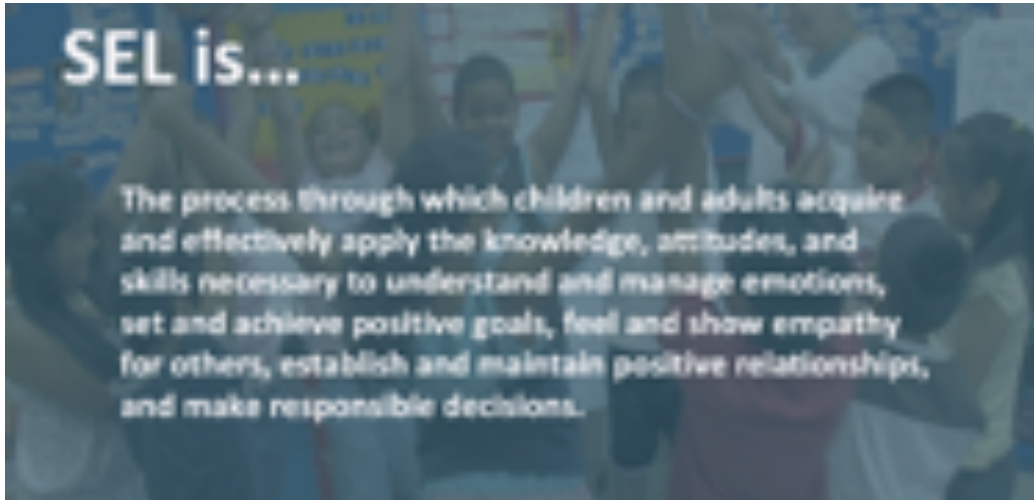 SEL is...
The process through which children and adults acquire
and effectively apply the knowledge, attitudes, and
skills necessary to understand and manage emotions,
set and achieve positive goals, feel and show empathy
for others, establish and maintain positive relationships,
and make responsible decisions.